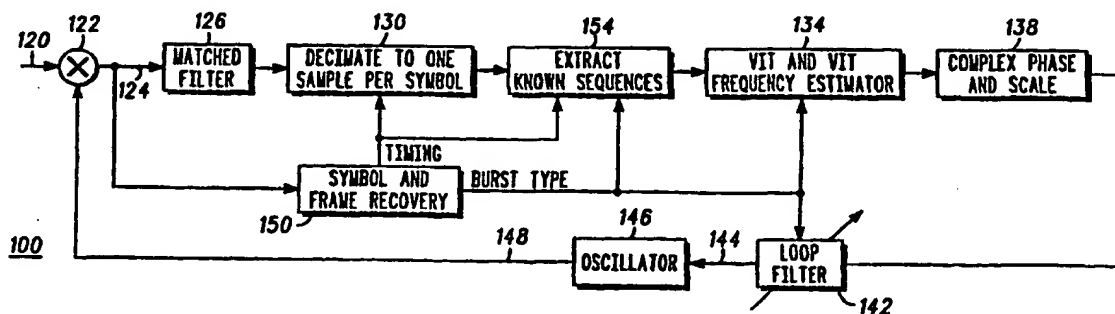 122
126
130
154
134
138
120
MATCHED
FILTER
DECIMATE TO ONE
SAMPLE PER SYMBOL
EXTRACT
KNOWN SEQUENCES
VIT AND VIT
FREQUENCY ESTIMATOR
COMPLEX PHASE
AND SCALE
124
TIMING
SYMBOL AND
FRAME RECOVERY
BURST TYPE
150
146
100
148
OSCILLATOR
144
LOOP
FILTER
142